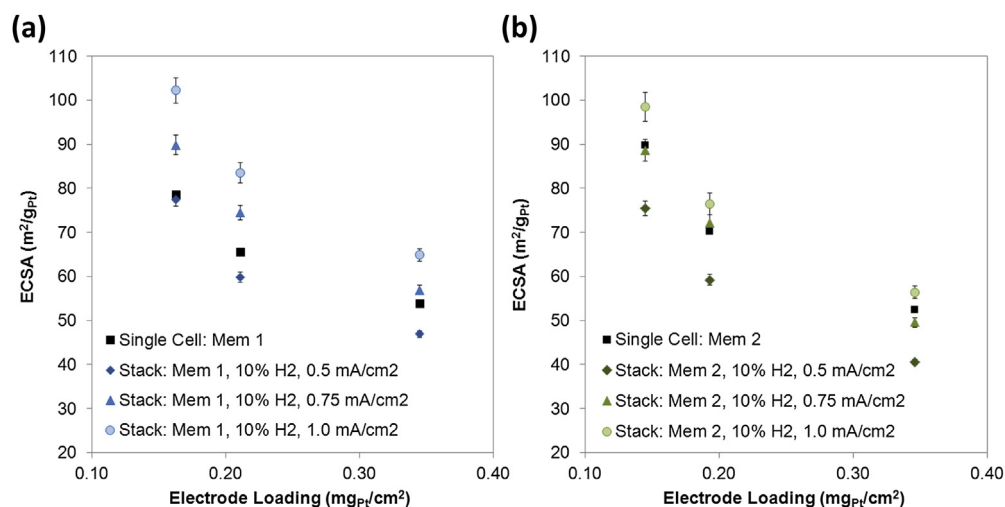 (a)
110
100
90
80
70
60
50
40
30
20
ECSA (m²/gPt)
Single Cell: Mem 1
Stack: Mem 1, 10% H2, 0.5 mA/cm2
Stack: Mem 1, 10% H2, 0.75 mA/cm2
Stack: Mem 1, 10% H2, 1.0 mA/cm2
0.10 0.20 0.30 0.40
Electrode Loading (mgPt/cm²)
(b)
110
100
90
80
70
60
50
40
30
20
ECSA (m²/gPt)
Single Cell: Mem 2
Stack: Mem 2, 10% H2, 0.5 mA/cm2
Stack: Mem 2, 10% H2, 0.75 mA/cm2
Stack: Mem 2, 10% H2, 1.0 mA/cm2
0.10 0.20 0.30 0.40
Electrode Loading (mgPt/cm²)